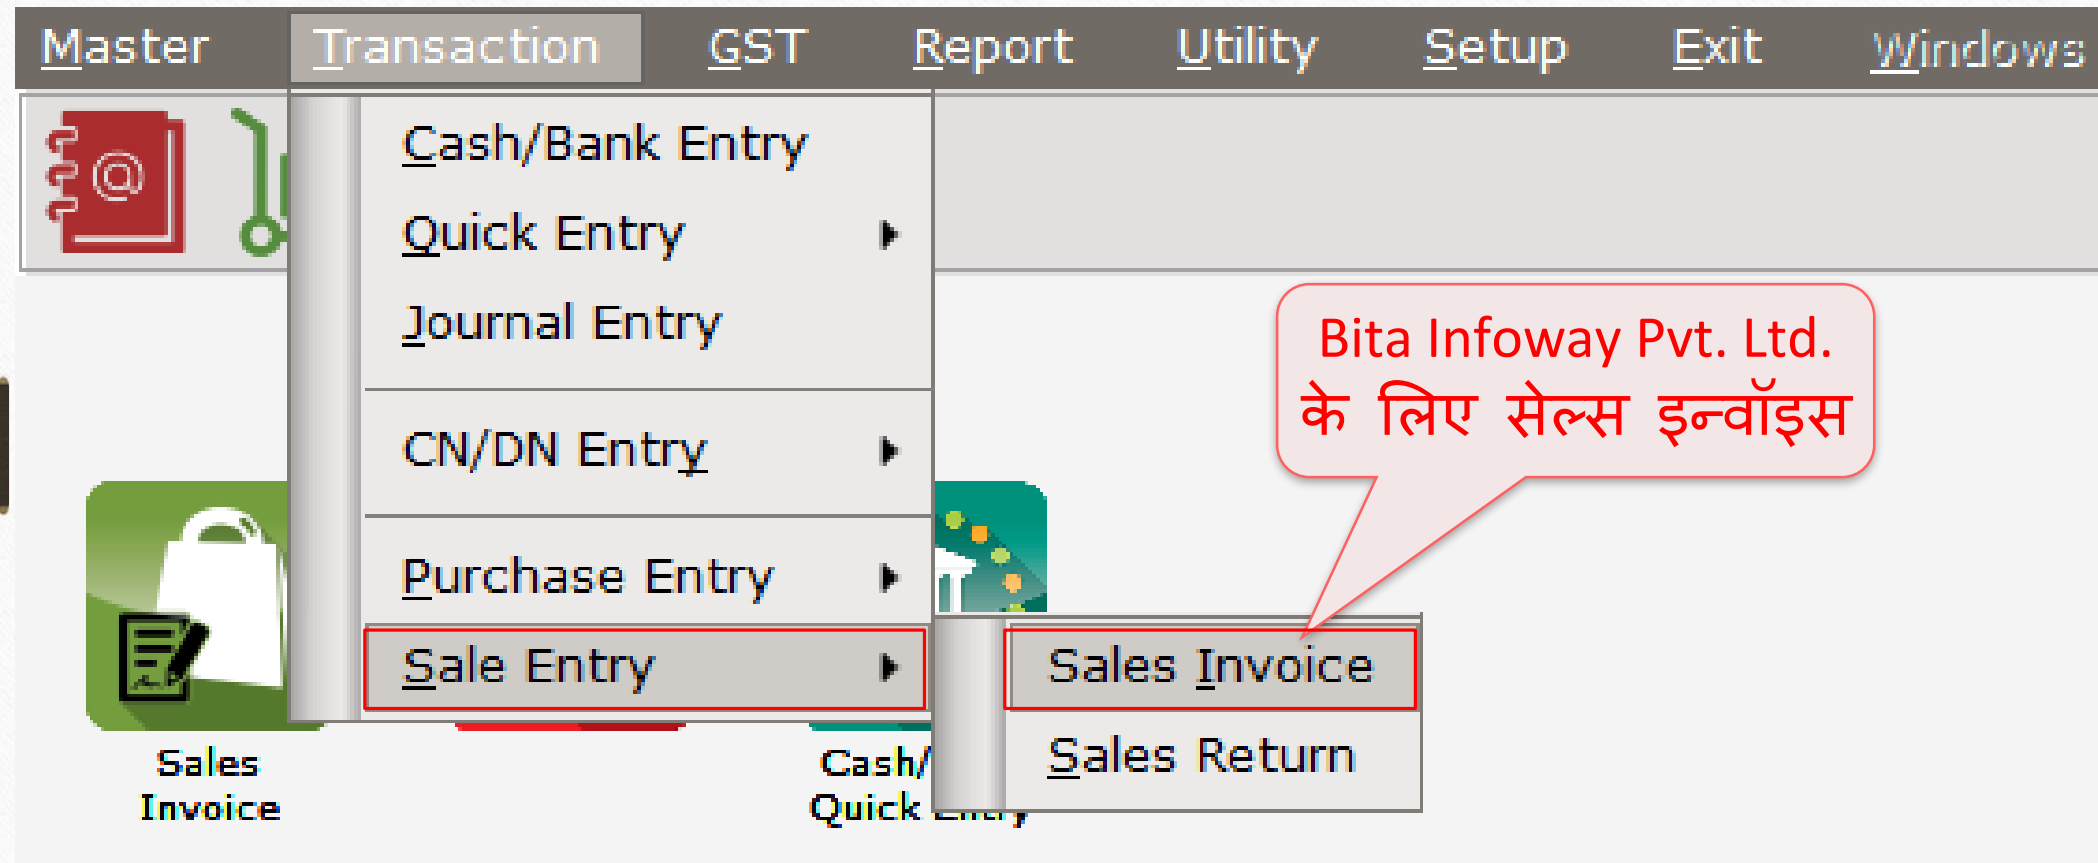 Master Transaction GST Report Utility Setup Exit Windows
@
Cash/Bank Entry
Quick Entry
Journal Entry
CN/DN Entry
Purchase Entry
Sale Entry
Bita Infoway Pvt. Ltd.
के लिए सेल्स इन्वॉइस
Sales Invoice
Sales Return
Sales
Invoice
Cash/
Quick